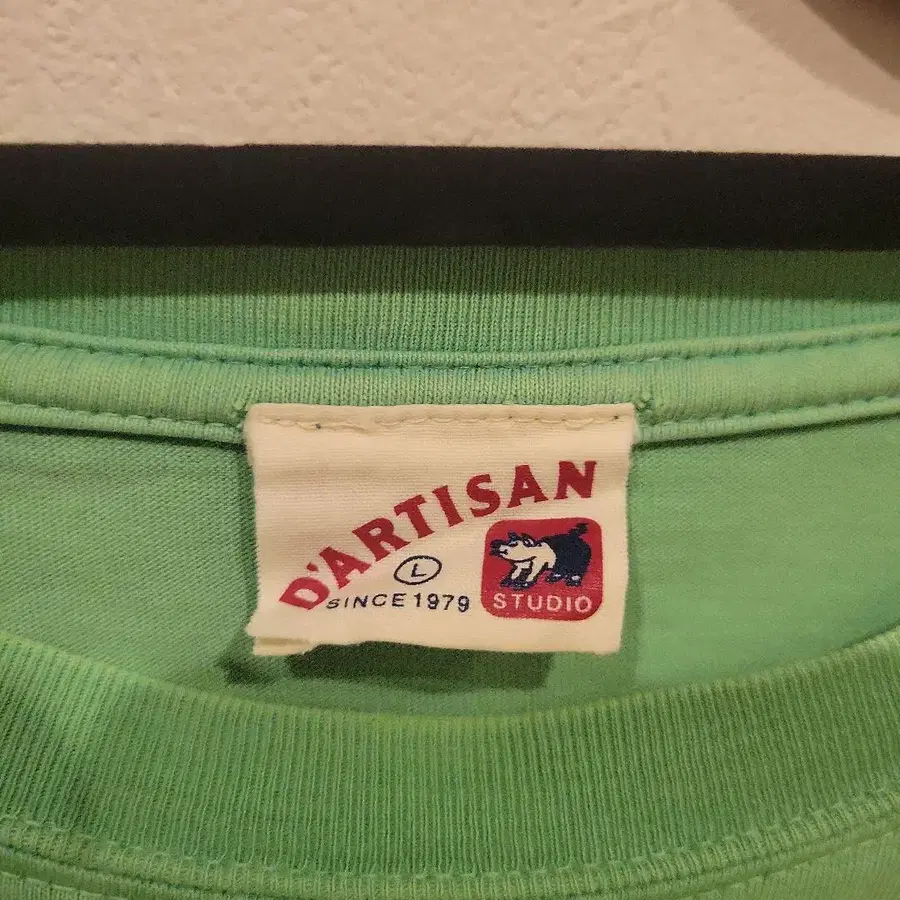 D'ARTISAN
L
SINCE 1979
STUDIO